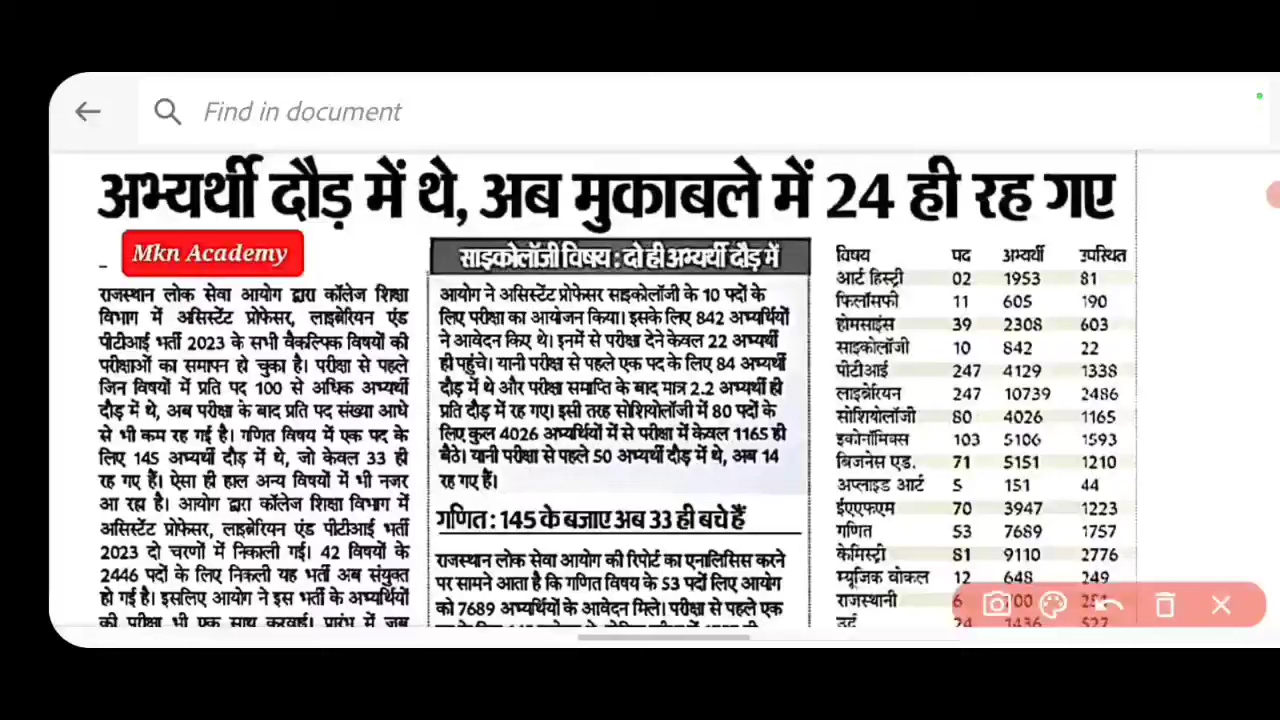 Find in document
अभ्यर्थी दौड़ में थे, अब मुकाबले में 24 ही रह गए
Mkn Academy
राजस्थान लोक सेवा आयोग द्वारा कॉलेज शिक्षा
विभाग में असिस्टेंट प्रोफेसर, लाइब्रेरियन एंड
पीटीआई भर्ती 2023 के सभी वैकल्पिक विषयों की
परीक्षाओं का समापन हो चुका है। परीक्षा से पहले
जिन विषयों में प्रति पद 100 से अधिक अभ्यर्थी
दौड़ में थे, अब परीक्षा के बाद प्रति पद संख्या आधे
से भी कम रह गई है। गणित विषय में एक पद के
लिए 145 अभ्यर्थी दौड़ में थे, जो केवल 33 ही
रह गए हैं। ऐसा ही हाल अन्य विषयों में भी नजर
आ रहा है। आयोग द्वारा कॉलेज शिक्षा विभाग में
असिस्टेंट प्रोफेसर, लाइब्रेरियन एंड पीटीआई भर्ती
2023 दो चरणों में निकाली गई। 42 विषयों के
2446 पदों के लिए निकली यह भर्ती अब संयुक्त
हो गई है। इसलिए आयोग ने इस भर्ती के अभ्यर्थियों
की परीक्षा भी एक साथ करवाई। प्रारंभ में जब
साइकोलॉजी विषय : दो ही अभ्यर्थी दौड़ में
आयोग ने असिस्टेंट प्रोफेसर साइकोलॉजी के 10 पदों के
लिए परीक्षा का आयोजन किया। इसके लिए 842 अभ्यर्थियों
ने आवेदन किए थे। इनमें से परीक्षा देने केवल 22 अभ्यर्थी
ही पहुंचे। यानी परीक्षा से पहले एक पद के लिए 84 अभ्यर्थी
दौड़ में थे और परीक्षा समाप्ति के बाद मात्र 2.2 अभ्यर्थी ही
प्रति दौड़ में रह गए। इसी तरह सोशियोलॉजी में 80 पदों के
लिए कुल 4026 अभ्यर्थियों में से परीक्षा में केवल 1165 ही
बैठे। यानी परीक्षा से पहले 50 अभ्यर्थी दौड़ में थे, अब 14
रह गए हैं।
गणित : 145 के बजाए अब 33 ही बचे हैं
राजस्थान लोक सेवा आयोग की रिपोर्ट का एनालिसिस करने
पर सामने आता है कि गणित विषय के 53 पदों लिए आयोग
को 7689 अभ्यर्थियों के आवेदन मिले। परीक्षा से पहले एक
विषय पद अभ्यर्थी उपस्थित
आर्ट हिस्ट्री 02 1953 81
फिलॉसफी 11 605 190
होमसाइंस 39 2308 603
साइकोलॉजी 10 842 22
पीटीआई 247 4129 1338
लाइब्रेरियन 247 10739 2486
सोशियोलॉजी 80 4026 1165
इकोनॉमिक्स 103 5106 1593
बिजनेस एड. 71 5151 1210
अप्लाइड आर्ट 5 151 44
ईएएफएम 70 3947 1223
गणित 53 7689 1757
केमिस्ट्री 81 9110 2776
म्यूजिक वोकल 12 648 249
राजस्थानी 6
उर्दू 24 1436 527